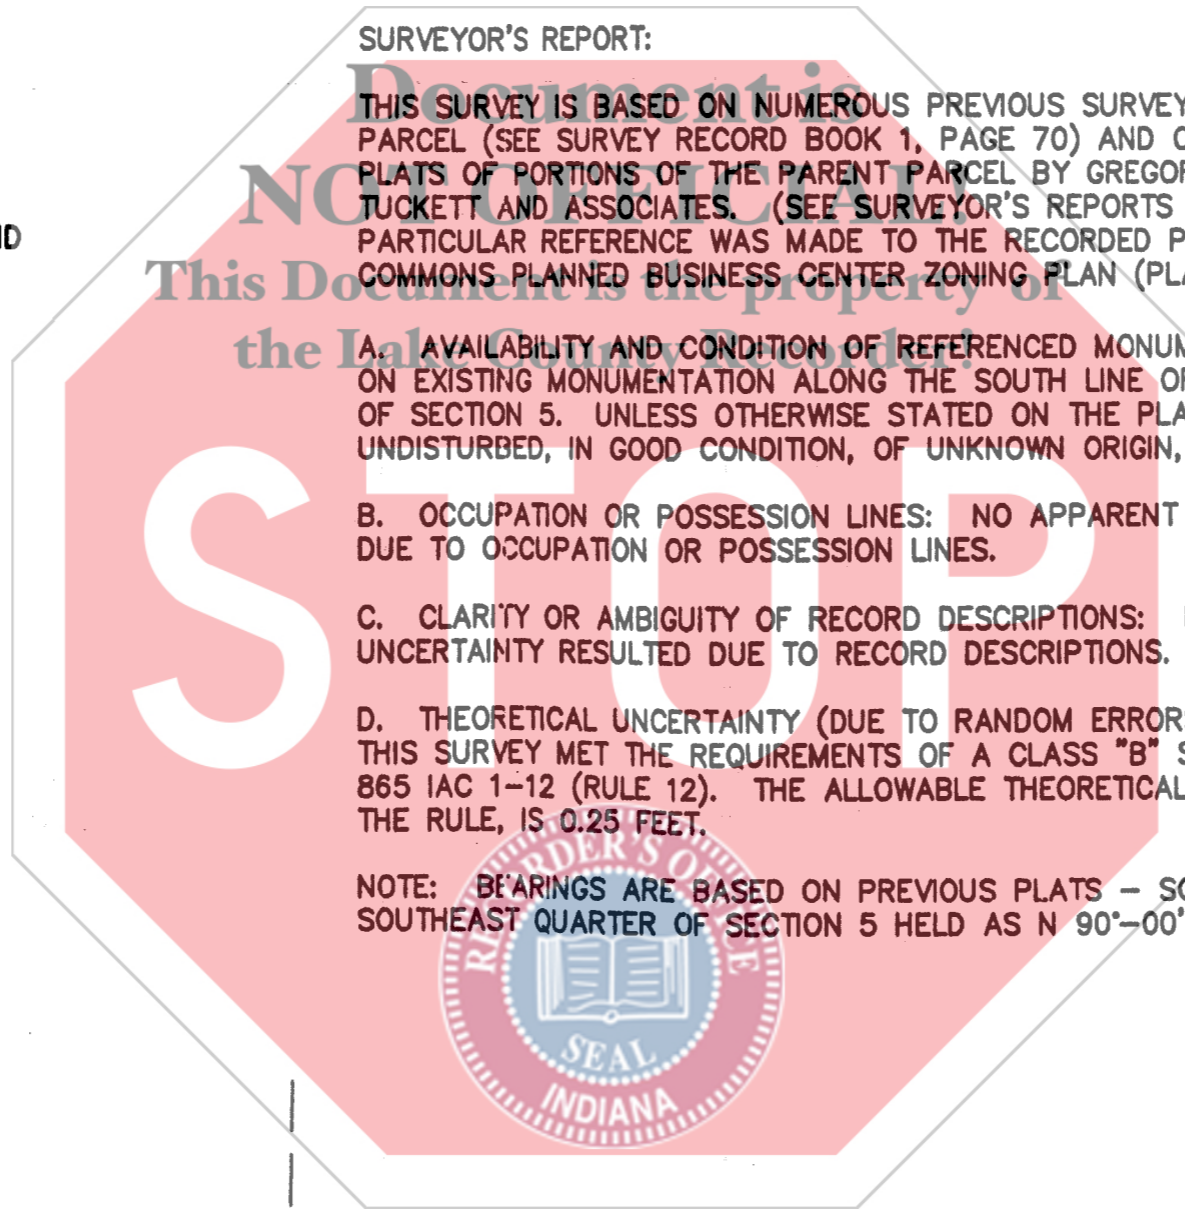 SURVEYOR'S REPORT:
Document is
THIS SURVEY IS BASED ON NUMEROUS PREVIOUS SURVEY
PARCEL (SEE SURVEY RECORD BOOK 1, PAGE 70) AND
PLATS OF PORTIONS OF THE PARENT PARCEL BY GREGOR
NOT OFFICIAL!
TUCKETT AND ASSOCIATES. (SEE SURVEYOR'S REPORTS
PARTICULAR REFERENCE WAS MADE TO THE RECORDED P
ND
This Document is the property of
COMMONS PLANNED BUSINESS CENTER ZONING PLAN (PLA
the Lake County Recorder!
A. AVAILABILITY AND CONDITION OF REFERENCED MONUM
ON EXISTING MONUMENTATION ALONG THE SOUTH LINE OF
OF SECTION 5. UNLESS OTHERWISE STATED ON THE PLA
UNDISTURBED, IN GOOD CONDITION, OF UNKNOWN ORIGIN,
STOP
B. OCCUPATION OR POSSESSION LINES: NO APPARENT
DUE TO OCCUPATION OR POSSESSION LINES.
C. CLARITY OR AMBIGUITY OF RECORD DESCRIPTIONS:
UNCERTAINTY RESULTED DUE TO RECORD DESCRIPTIONS.
D. THEORETICAL UNCERTAINTY (DUE TO RANDOM ERRORS
THIS SURVEY MET THE REQUIREMENTS OF A CLASS "B" S
865 IAC 1-12 (RULE 12). THE ALLOWABLE THEORETICAL
THE RULE, IS 0.25 FEET.
NOTE: BEARINGS ARE BASED ON PREVIOUS PLATS – SO
SOUTHEAST QUARTER OF SECTION 5 HELD AS N 90°-00'
RECORDER'S OFFICE
SEAL
INDIANA